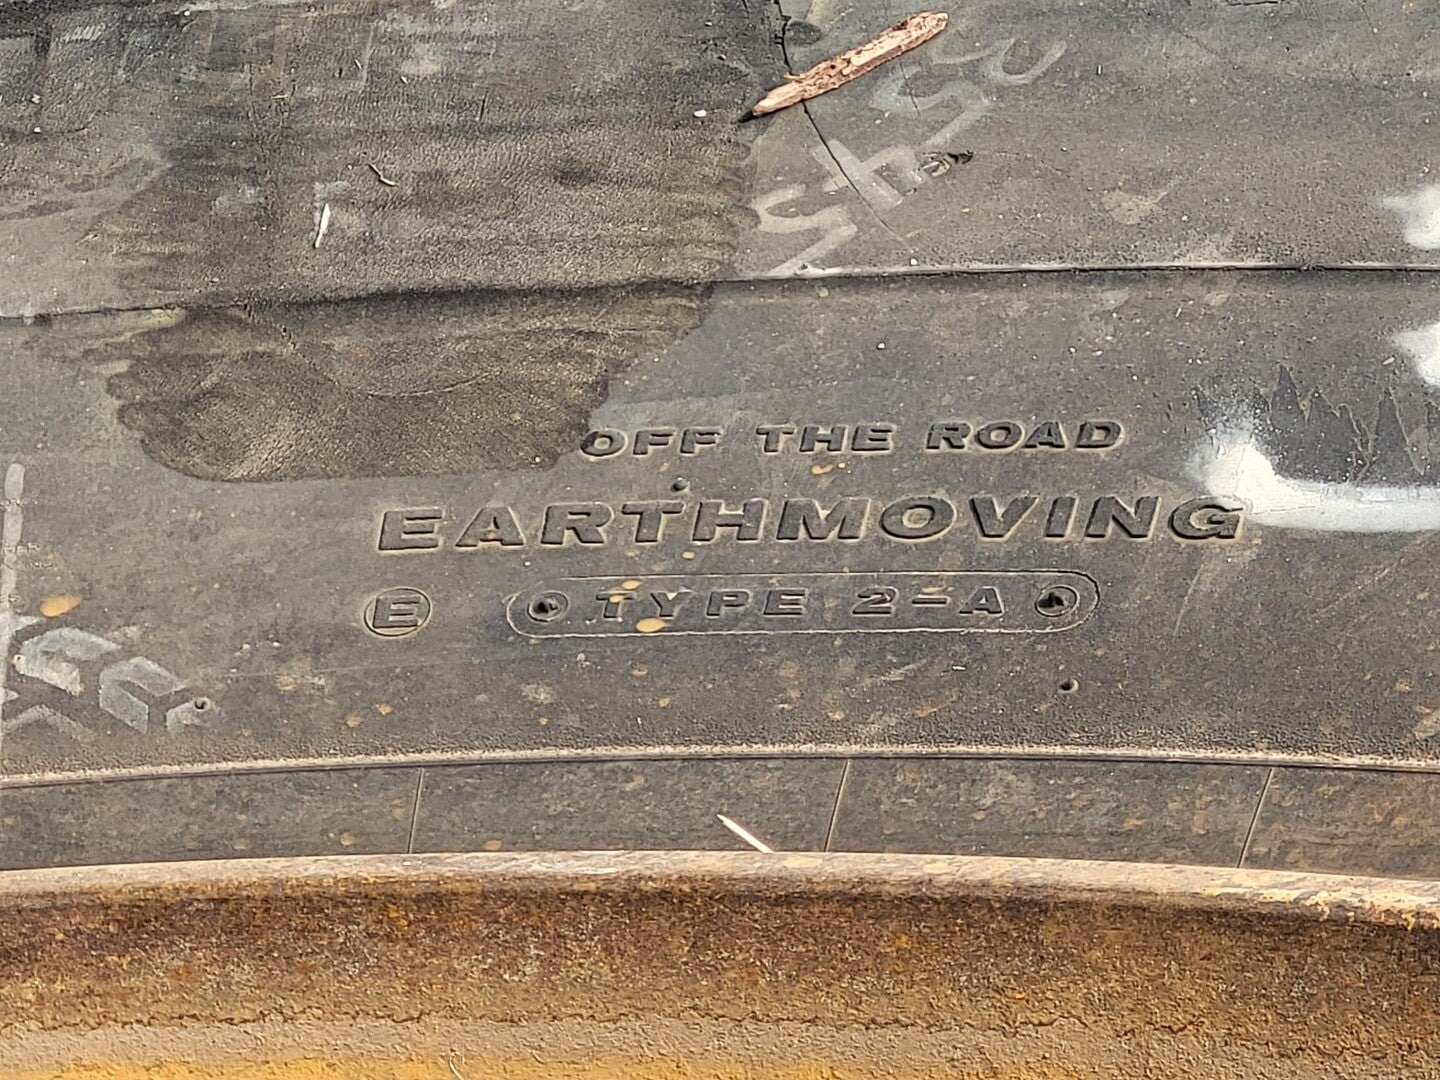 OFF THE ROAD
EARTHMOVING
E TYPE 2-A